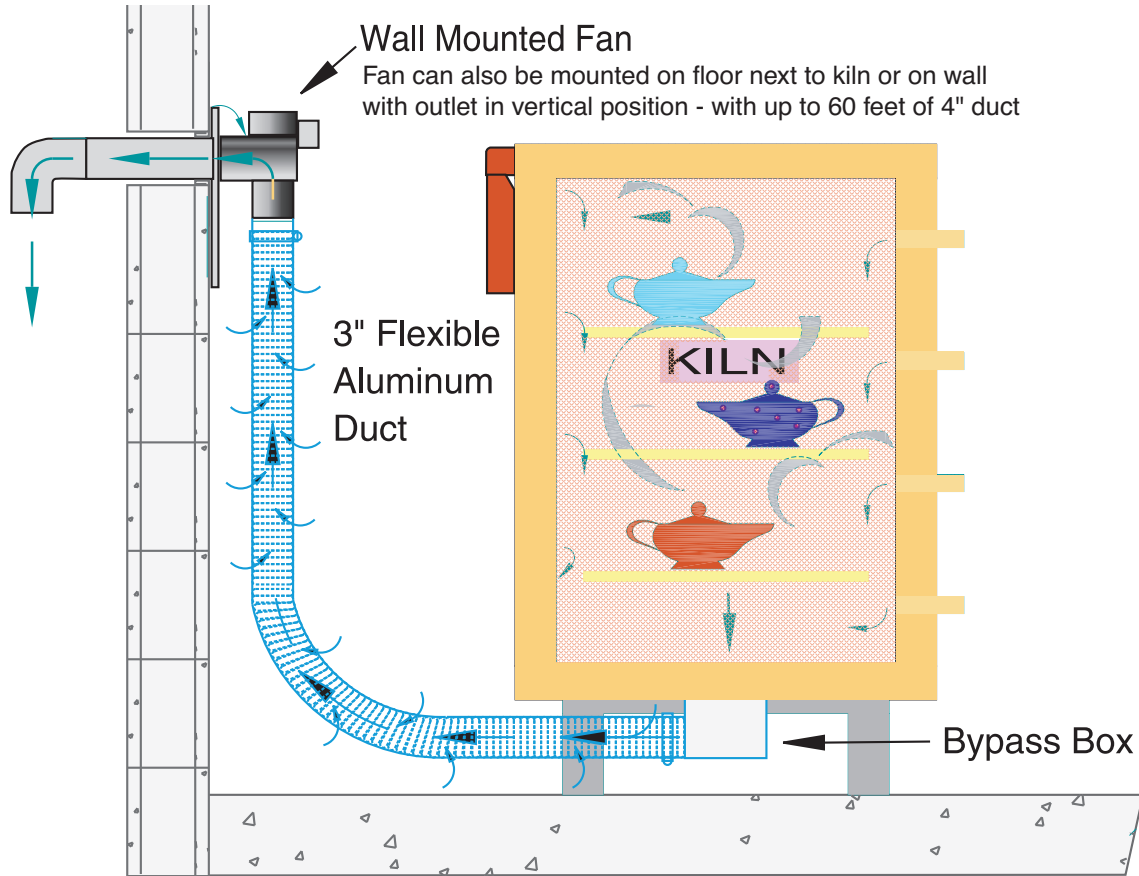 Wall Mounted Fan
Fan can also be mounted on floor next to kiln or on wall
with outlet in vertical position - with up to 60 feet of 4" duct
3" Flexible
Aluminum
Duct
KILN
Bypass Box